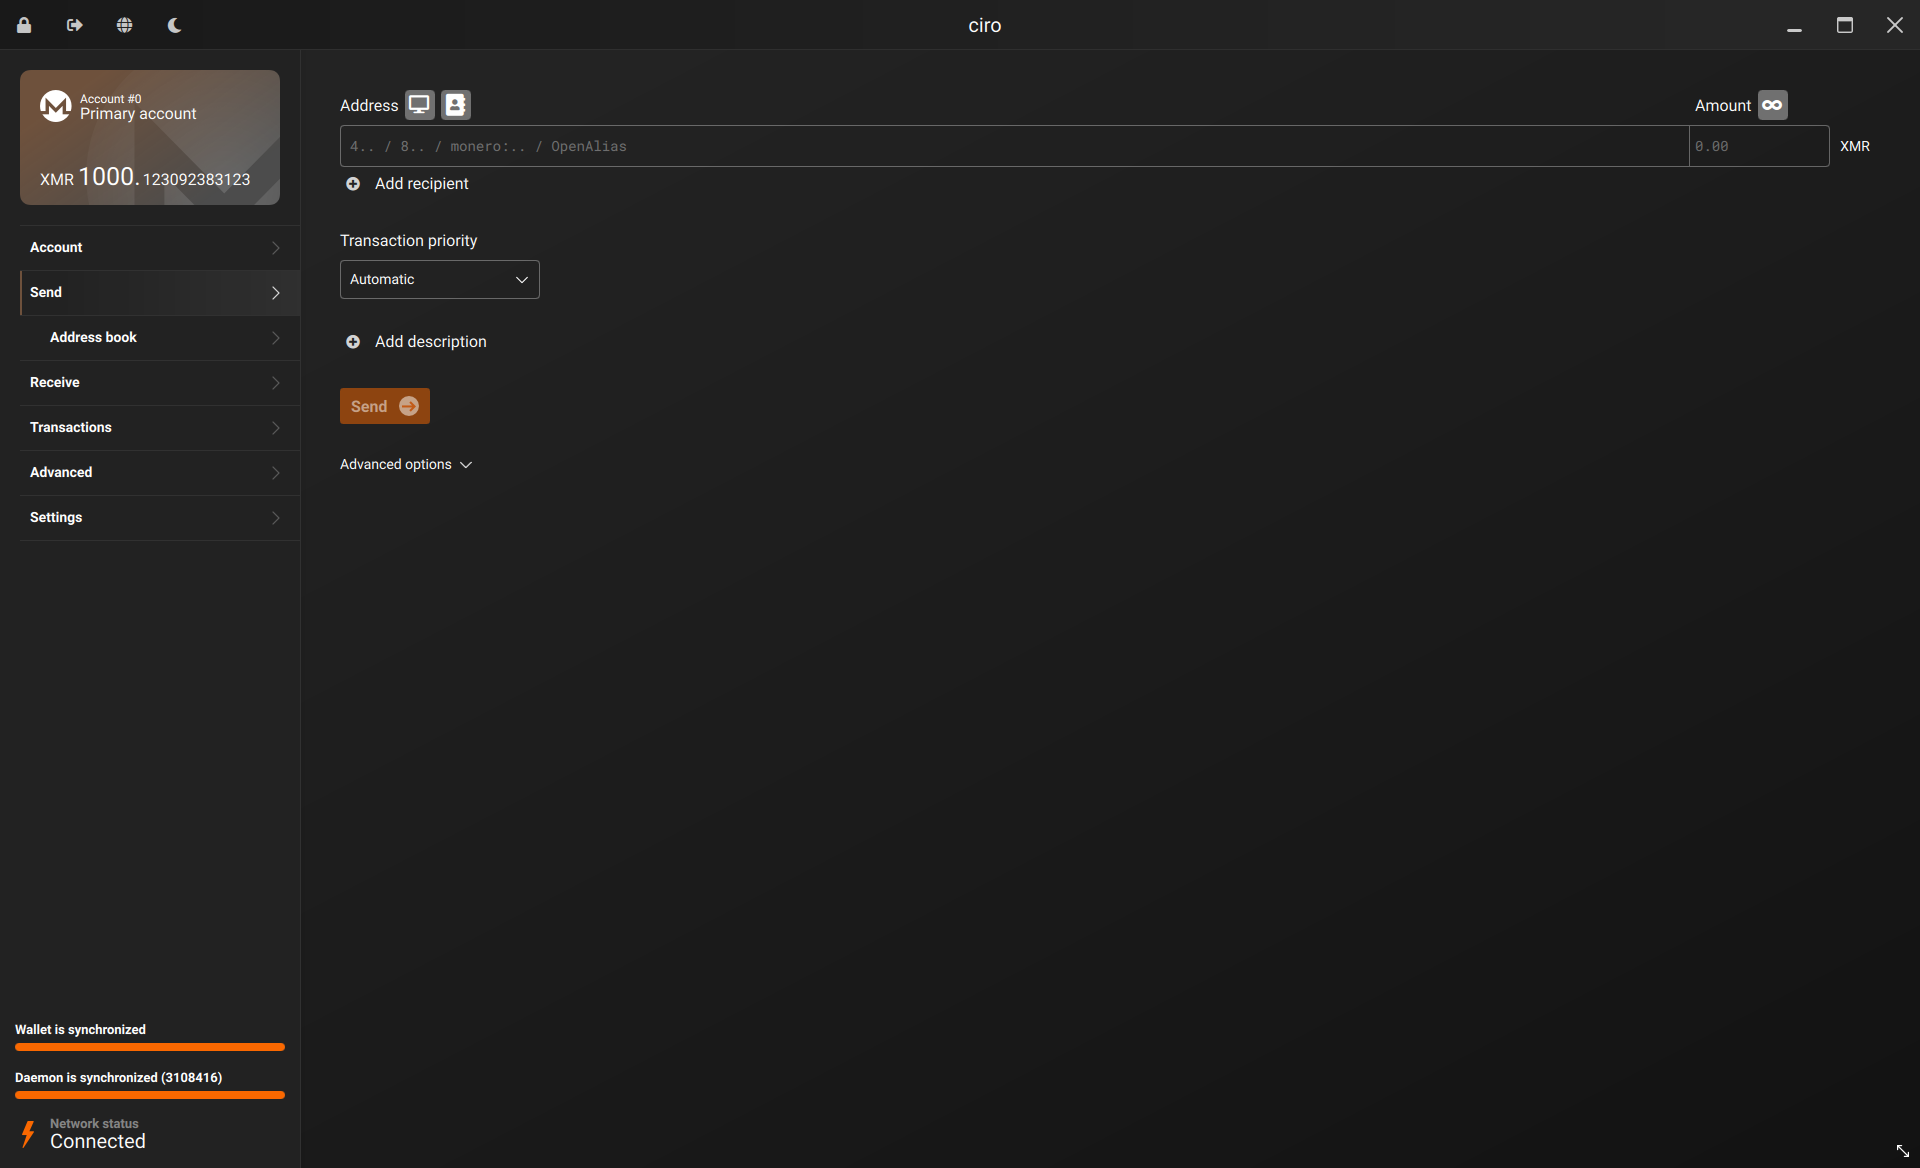 ciro
Account #0
Primary account
XMR 1000.123092383123
Account
Send
Address book
Receive
Transactions
Advanced
Settings
Wallet is synchronized
Daemon is synchronized (3108416)
Network status
Connected
Address
Amount
4.. / 8.. / monero:.. / OpenAlias
0.00
XMR
Add recipient
Transaction priority
Automatic
Add description
Send
Advanced options